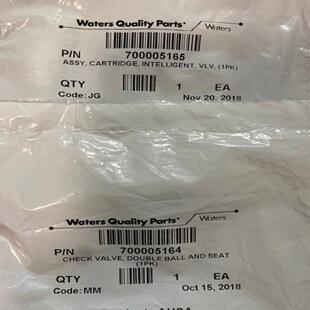 Waters Quality Parts® Waters
P/N 700005165
ASSY, CARTRIDGE, INTELLIGENT, VLV, (1PK)
QTY 1 EA
Code: JG Nov 20, 2018
Waters Quality Parts® Waters
P/N 700005164
CHECK VALVE, DOUBLE BALL AND SEAT
(1PK)
QTY 1 EA
Code: MM Oct 15, 2018